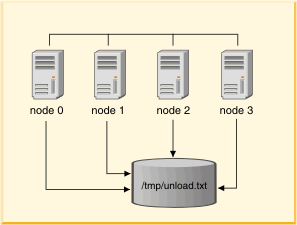 node 0
node 1
node 2
node 3
/tmp/unload.txt